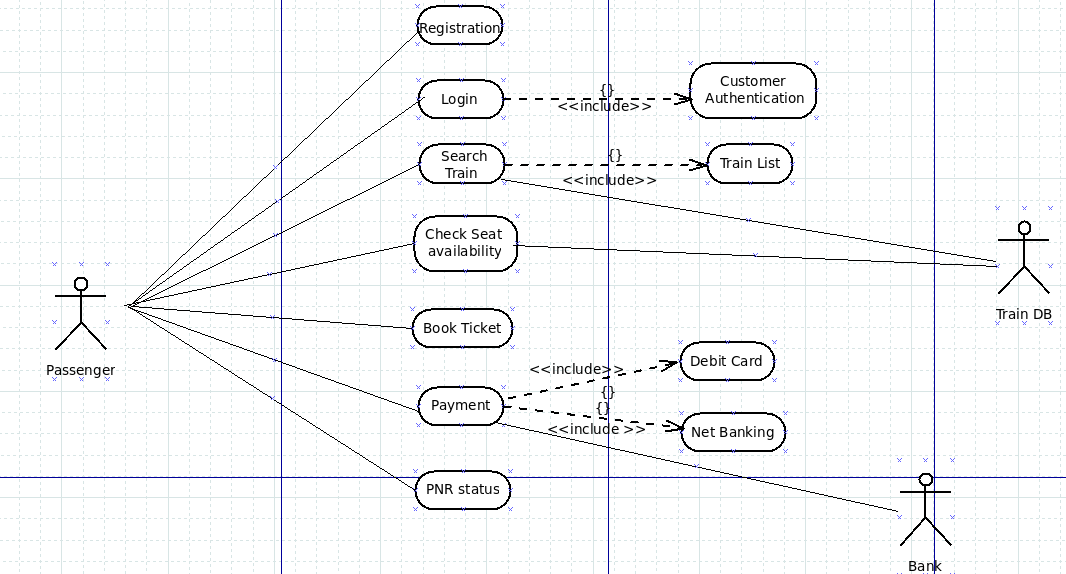 Registration
Login
{}
<<include>>
Customer
Authentication
Search
Train
{}
<<include>>
Train List
Check Seat
availability
Train DB
Passenger
Book Ticket
<<include>>
{}
Debit Card
Payment
{}
<<include >>
Net Banking
PNR status
Bank